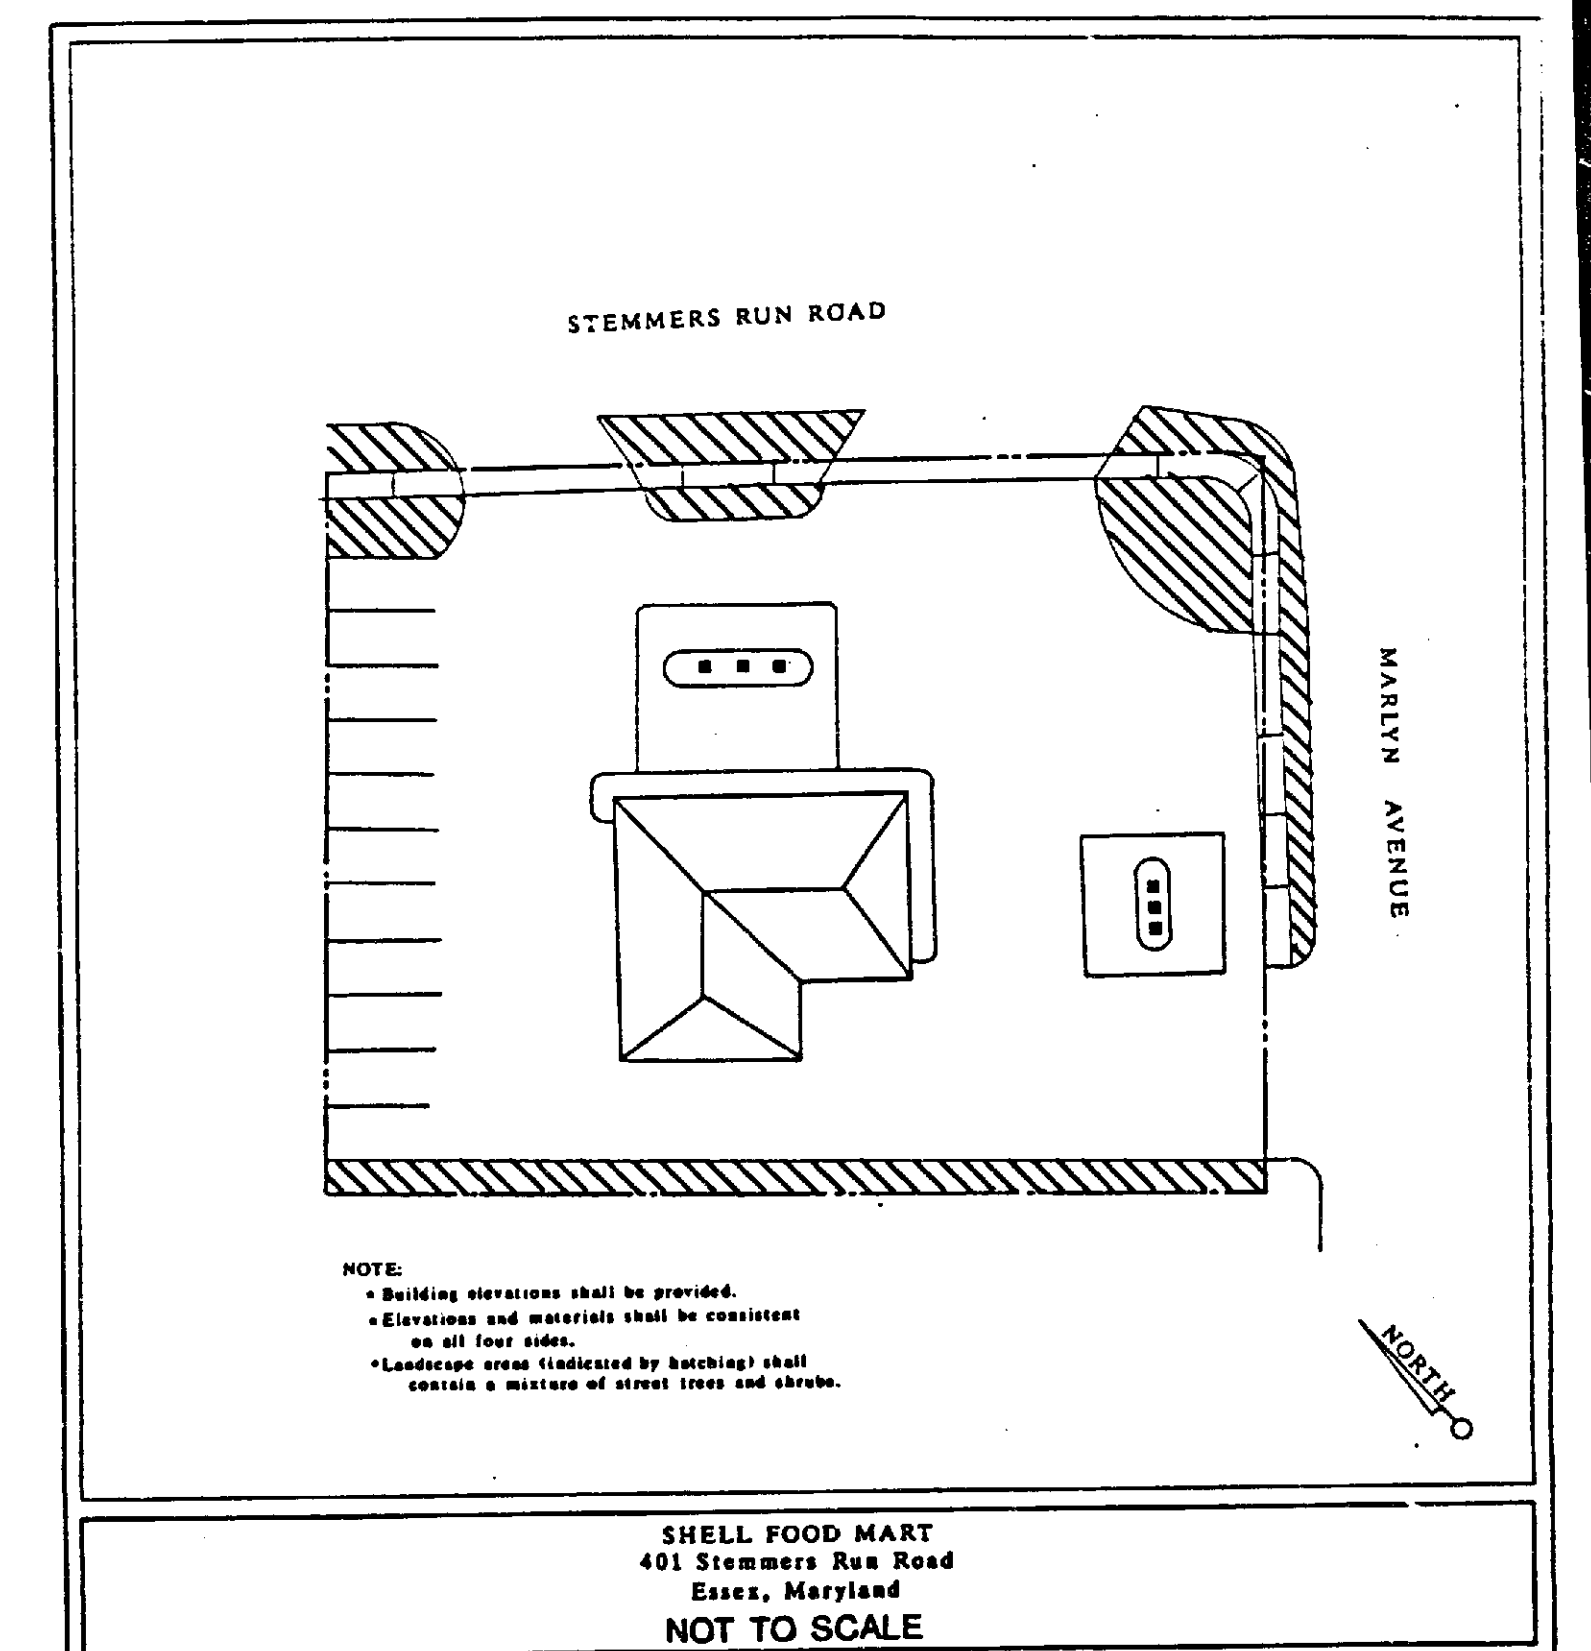 STEMMERS RUN ROAD
MARLYN AVENUE
NOTE:
* Building elevations shall be provided.
* Elevations and materials shall be consistent
on all four sides.
* Landscape areas (indicated by hatching) shall
contain a mixture of street trees and shrubs.
NORTH
SHELL FOOD MART
401 Stemmers Run Road
Essex, Maryland
NOT TO SCALE